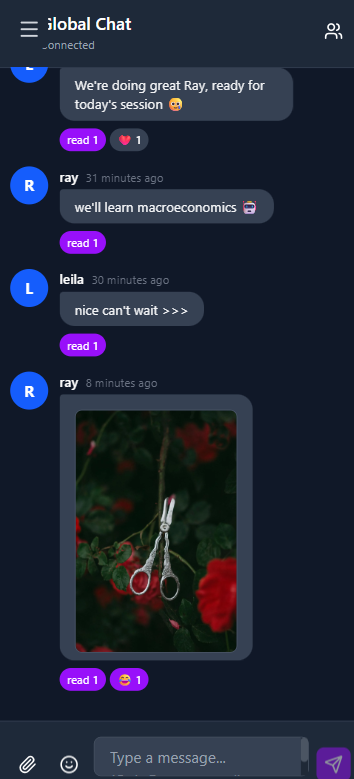 Global Chat
Connected
We're doing great Ray, ready for
today's session 😀
read 1
❤️ 1
R
ray 31 minutes ago
we'll learn macroeconomics 🤖
read 1
L
leila 30 minutes ago
nice can't wait >>>
read 1
R
ray 8 minutes ago
read 1
😂 1
Type a message...